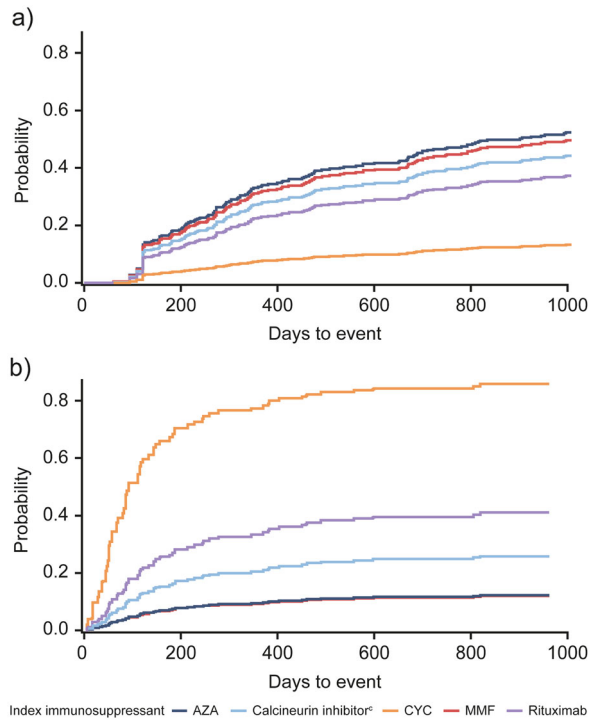 a)
0.8
0.6
0.4
0.2
0.0
Probability
0 200 400 600 800 1000
Days to event
b)
0.8
0.6
0.4
0.2
0.0
Probability
0 200 400 600 800 1000
Days to event
Index immunosuppressant AZA Calcineurin inhibitorᶜ CYC MMF Rituximab